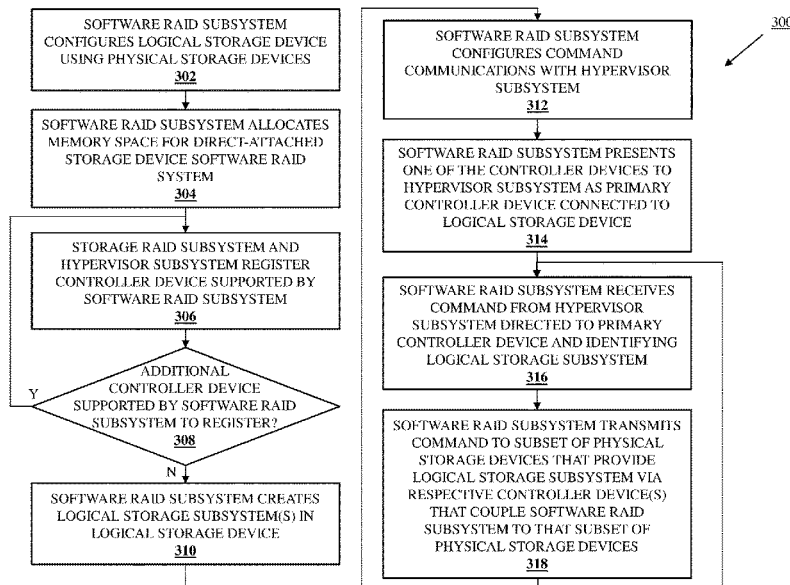 300
SOFTWARE RAID SUBSYSTEM
CONFIGURES LOGICAL STORAGE DEVICE
USING PHYSICAL STORAGE DEVICES
302
SOFTWARE RAID SUBSYSTEM ALLOCATES
MEMORY SPACE FOR DIRECT-ATTACHED
STORAGE DEVICE SOFTWARE RAID
SYSTEM
304
STORAGE RAID SUBSYSTEM AND
HYPERVISOR SUBSYSTEM REGISTER
CONTROLLER DEVICE SUPPORTED BY
SOFTWARE RAID SUBSYSTEM
306
ADDITIONAL
CONTROLLER DEVICE
SUPPORTED BY SOFTWARE RAID
SUBSYSTEM TO REGISTER?
308
Y
N
SOFTWARE RAID SUBSYSTEM CREATES
LOGICAL STORAGE SUBSYSTEM(S) IN
LOGICAL STORAGE DEVICE
310
SOFTWARE RAID SUBSYSTEM
CONFIGURES COMMAND
COMMUNICATIONS WITH HYPERVISOR
SUBSYSTEM
312
SOFTWARE RAID SUBSYSTEM PRESENTS
ONE OF THE CONTROLLER DEVICES TO
HYPERVISOR SUBSYSTEM AS PRIMARY
CONTROLLER DEVICE CONNECTED TO
LOGICAL STORAGE DEVICE
314
SOFTWARE RAID SUBSYSTEM RECEIVES
COMMAND FROM HYPERVISOR
SUBSYSTEM DIRECTED TO PRIMARY
CONTROLLER DEVICE AND IDENTIFYING
LOGICAL STORAGE SUBSYSTEM
316
SOFTWARE RAID SUBSYSTEM TRANSMITS
COMMAND TO SUBSET OF PHYSICAL
STORAGE DEVICES THAT PROVIDE
LOGICAL STORAGE SUBSYSTEM VIA
RESPECTIVE CONTROLLER DEVICE(S)
THAT COUPLE SOFTWARE RAID
SUBSYSTEM TO THAT SUBSET OF
PHYSICAL STORAGE DEVICES
318